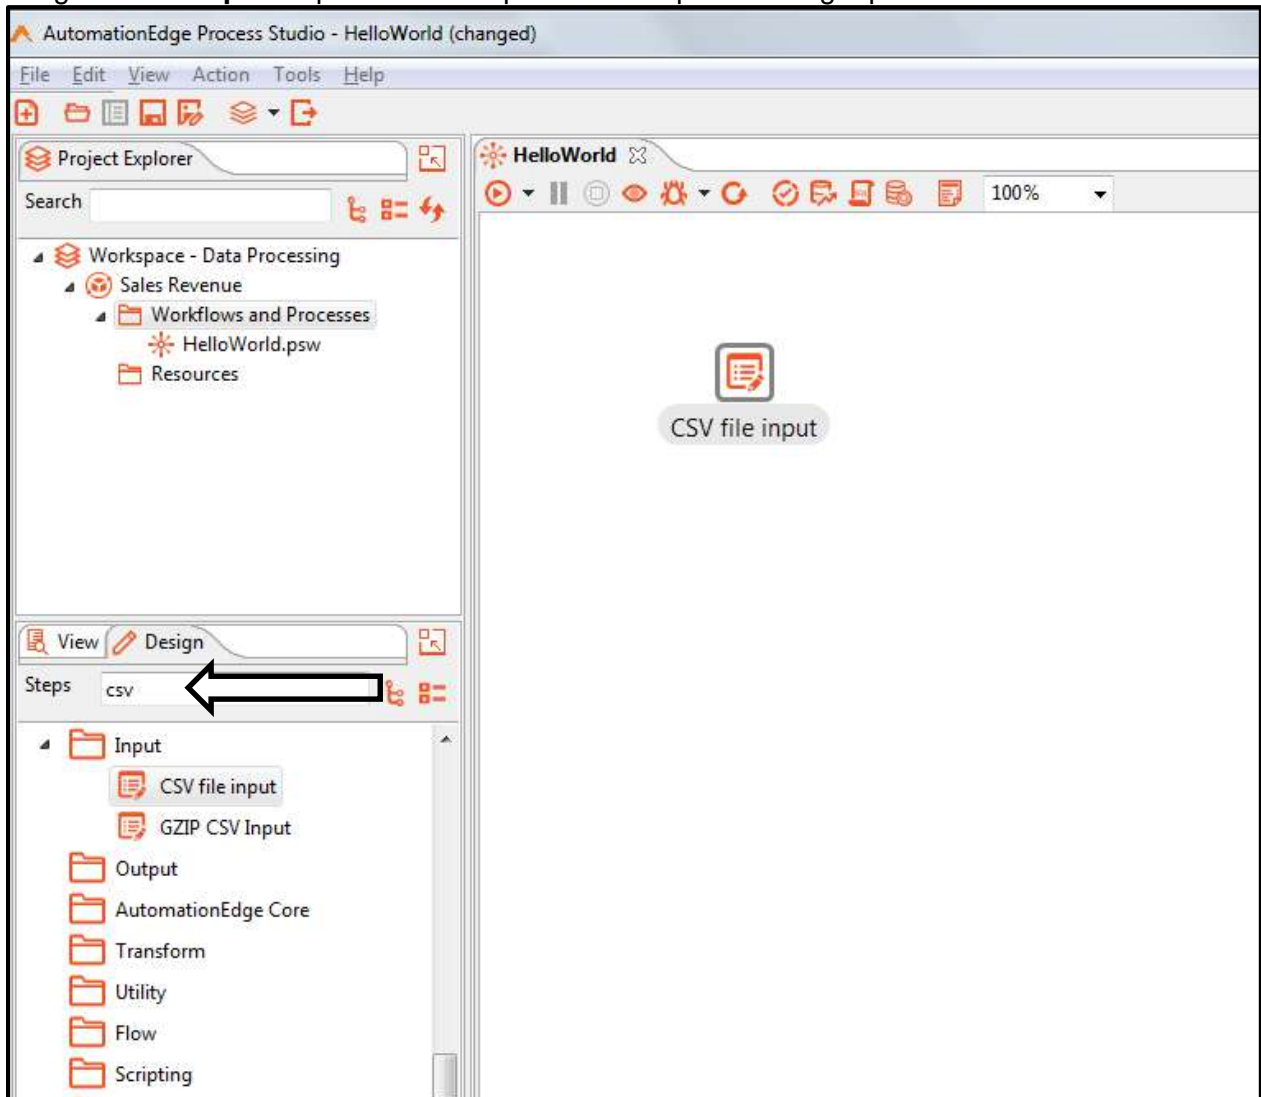 AutomationEdge Process Studio - HelloWorld (changed)
File Edit View Action Tools Help
Project Explorer
Search
Workspace - Data Processing
Sales Revenue
Workflows and Processes
HelloWorld.psw
Resources
HelloWorld
100%
CSV file input
View Design
Steps csv
Input
CSV file input
GZIP CSV Input
Output
AutomationEdge Core
Transform
Utility
Flow
Scripting